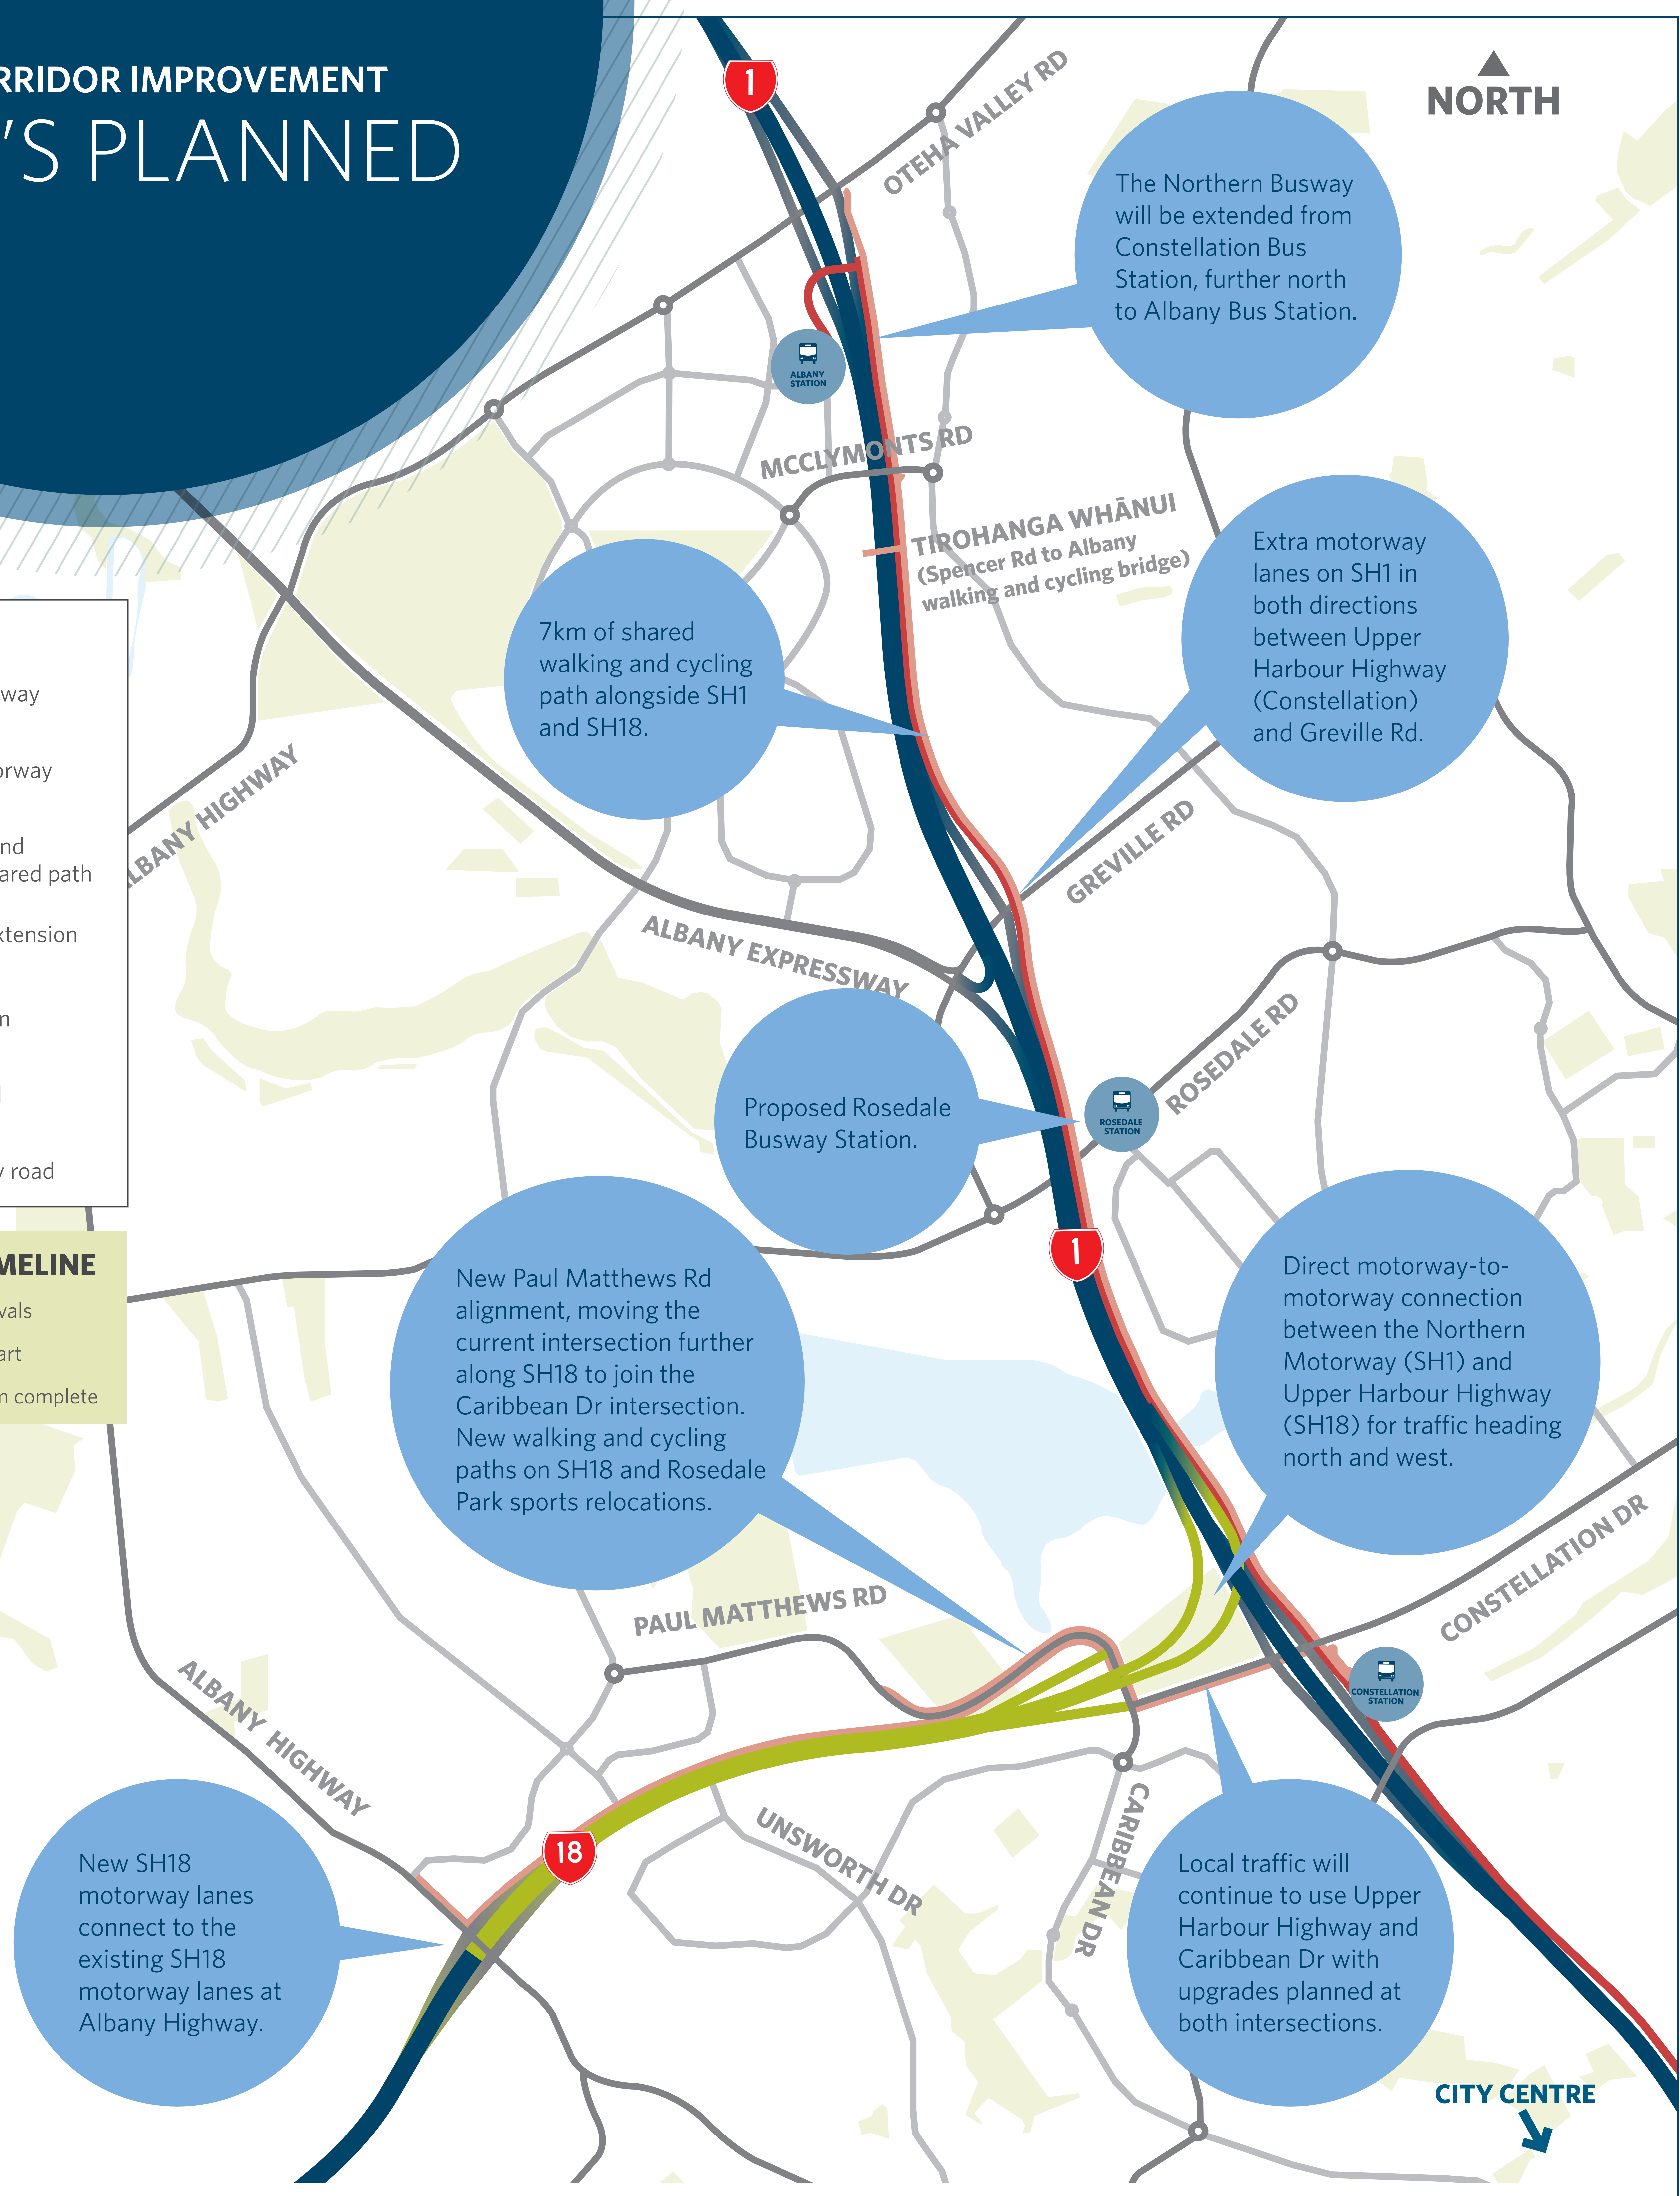 RRIDOR IMPROVEMENT
'S PLANNED
NORTH
1
OTEHA VALLEY RD
The Northern Busway
will be extended from
Constellation Bus
Station, further north
to Albany Bus Station.
ALBANY
STATION
MCCLYMONTS RD
TIROHANGA WHĀNUI
(Spencer Rd to Albany
walking and cycling bridge)
Extra motorway
lanes on SH1 in
both directions
between Upper
Harbour Highway
(Constellation)
and Greville Rd.
7km of shared
walking and cycling
path alongside SH1
and SH18.
way
orway
nd
ared path
xtension
n
l
y road
LBANY HIGHWAY
GREVILLE RD
ALBANY EXPRESSWAY
ROSEDALE RD
Proposed Rosedale
Busway Station.
ROSEDALE
STATION
1
MELINE
vals
art
n complete
New Paul Matthews Rd
alignment, moving the
current intersection further
along SH18 to join the
Caribbean Dr intersection.
New walking and cycling
paths on SH18 and Rosedale
Park sports relocations.
Direct motorway-to-
motorway connection
between the Northern
Motorway (SH1) and
Upper Harbour Highway
(SH18) for traffic heading
north and west.
CONSTELLATION DR
PAUL MATTHEWS RD
CONSTELLATION
STATION
ALBANY HIGHWAY
18
UNSWORTH DR
CARIBBEAN DR
New SH18
motorway lanes
connect to the
existing SH18
motorway lanes at
Albany Highway.
Local traffic will
continue to use Upper
Harbour Highway and
Caribbean Dr with
upgrades planned at
both intersections.
CITY CENTRE